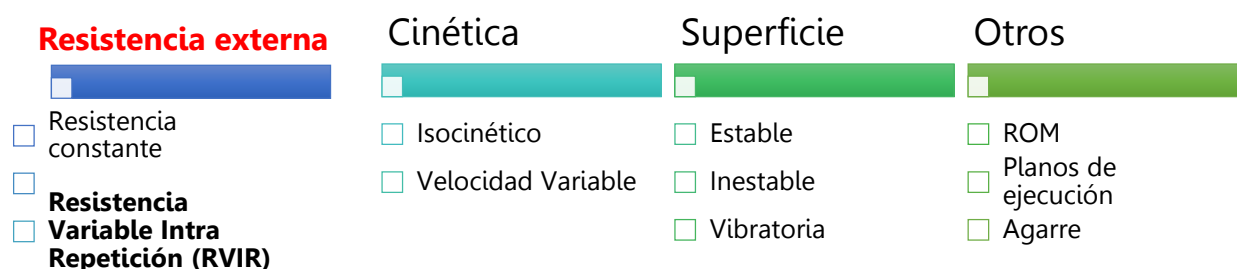 Resistencia externa
Resistencia
constante
Resistencia
Variable Intra
Repetición (RVIR)
Cinética
Isocinético
Velocidad Variable
Superficie
Estable
Inestable
Vibratoria
Otros
ROM
Planos de
ejecución
Agarre